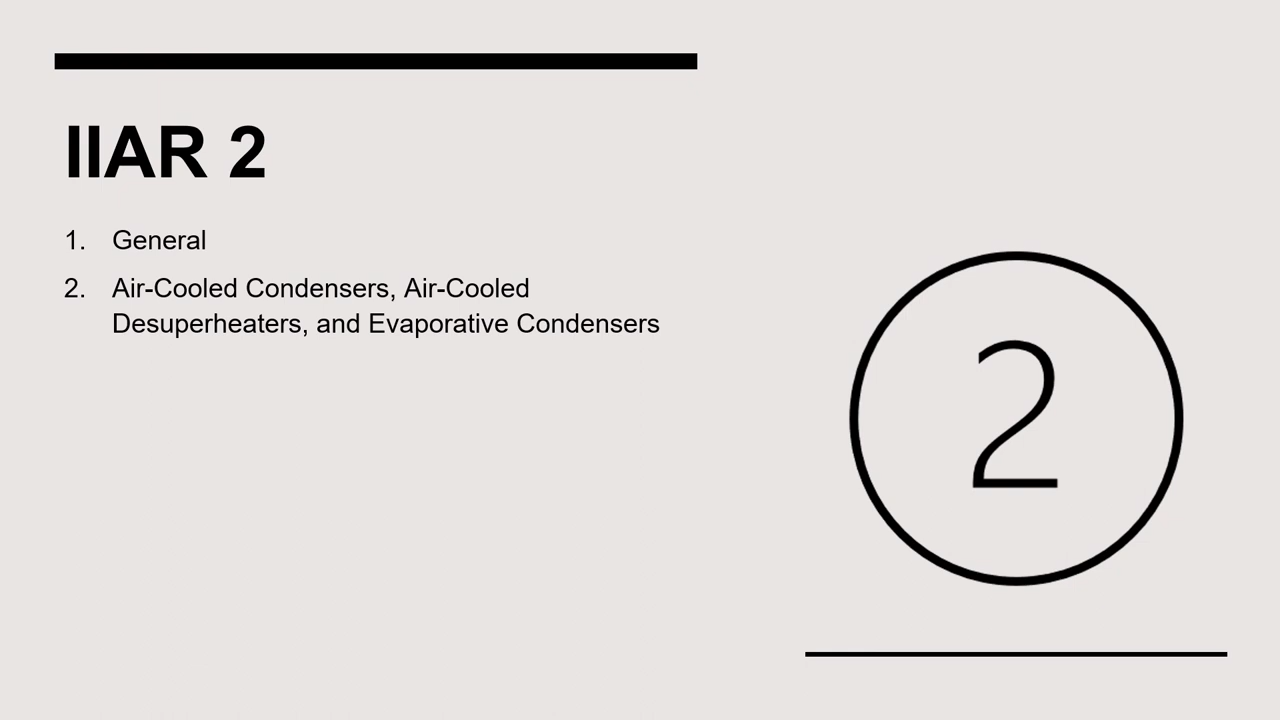 IIAR 2
1. General
2. Air-Cooled Condensers, Air-Cooled
Desuperheaters, and Evaporative Condensers
2